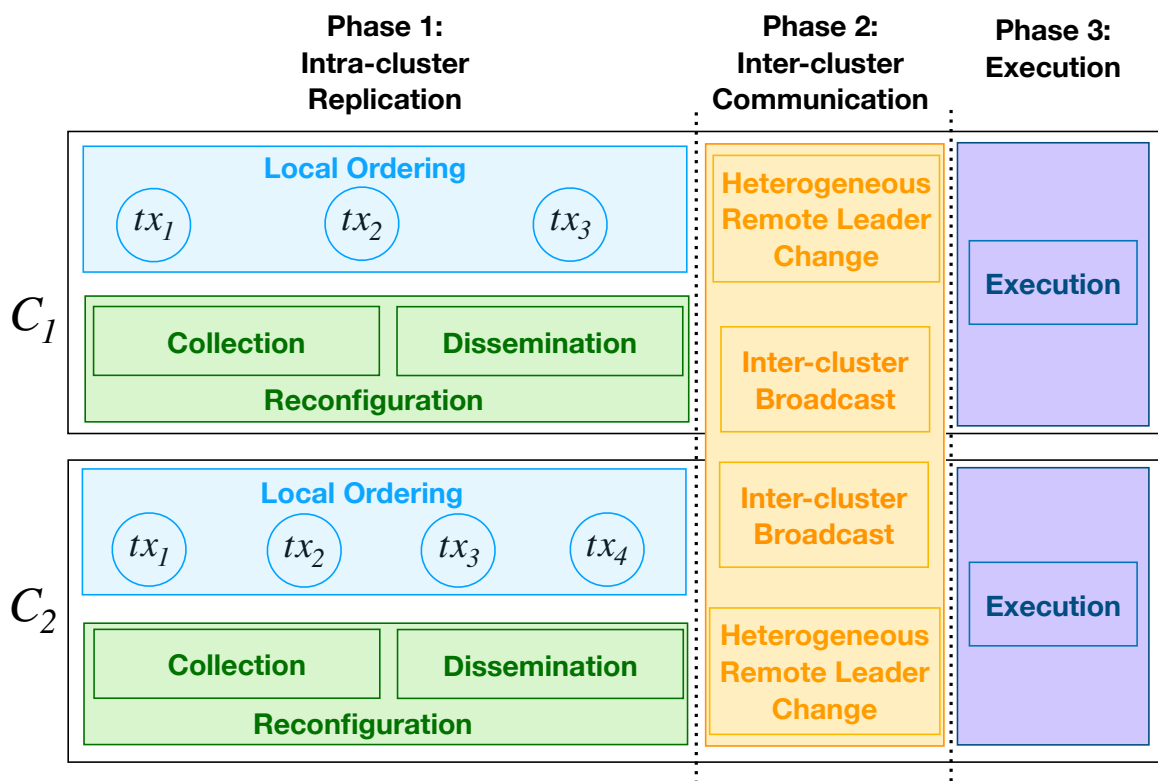 Phase 1:
Intra-cluster
Replication
Phase 2:
Inter-cluster
Communication
Phase 3:
Execution
C1
Local Ordering
tx1
tx2
tx3
Collection
Dissemination
Reconfiguration
Heterogeneous
Remote Leader
Change
Inter-cluster
Broadcast
Execution
C2
Local Ordering
tx1
tx2
tx3
tx4
Collection
Dissemination
Reconfiguration
Inter-cluster
Broadcast
Heterogeneous
Remote Leader
Change
Execution